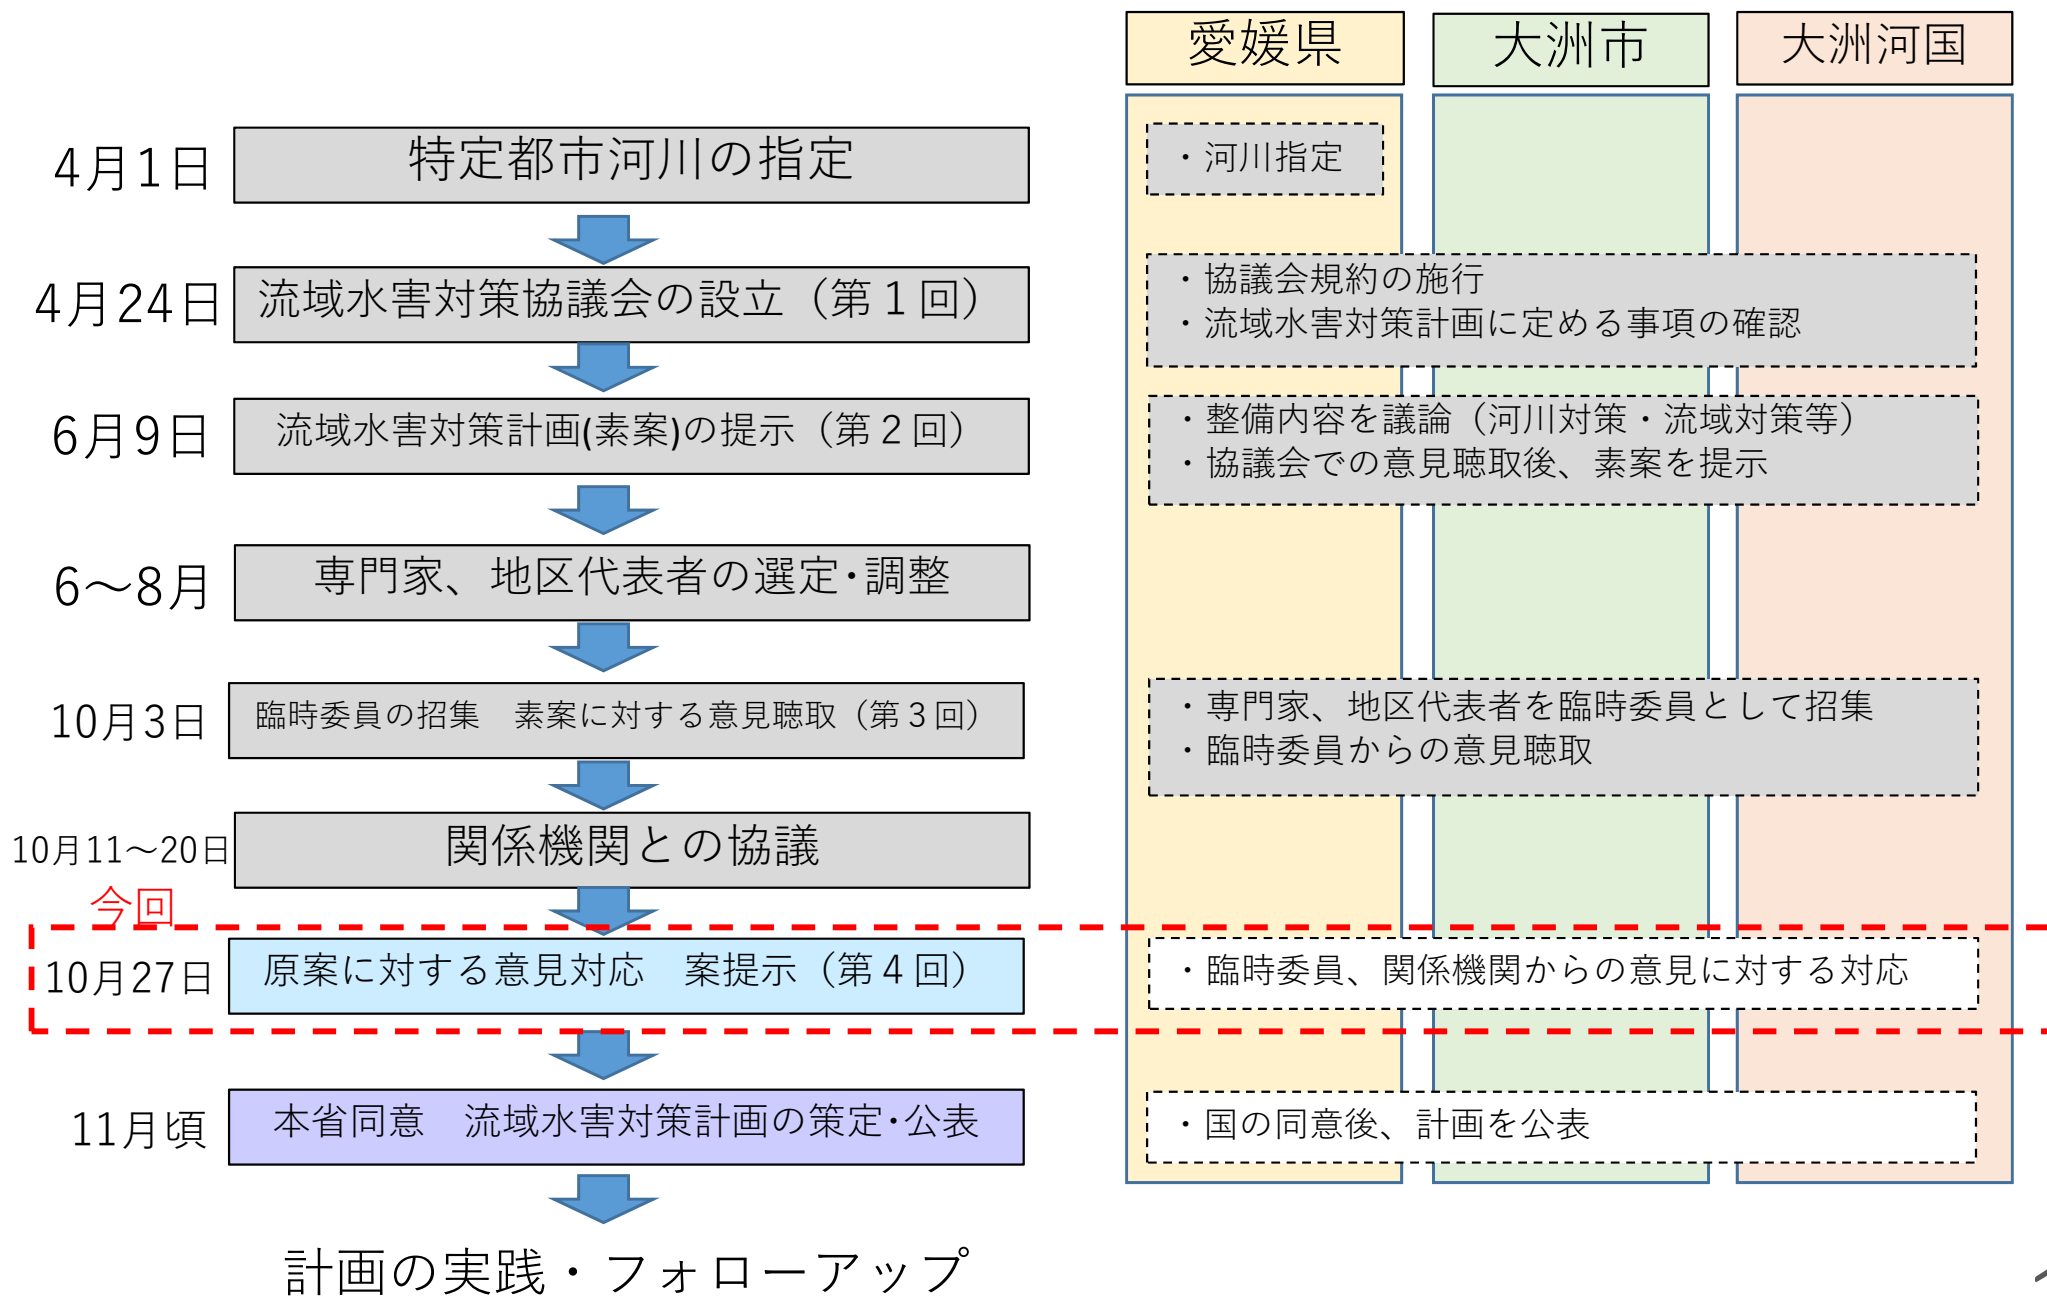 愛媛県
大洲市
大洲河国
4月1日
特定都市河川の指定
・河川指定
4月24日
流域水害対策協議会の設立（第１回）
・協議会規約の施行
・流域水害対策計画に定める事項の確認
6月9日
流域水害対策計画(素案)の提示（第２回）
・整備内容を議論（河川対策・流域対策等）
・協議会での意見聴取後、素案を提示
6～8月
専門家、地区代表者の選定･調整
10月3日
臨時委員の招集　素案に対する意見聴取（第３回）
・専門家、地区代表者を臨時委員として招集
・臨時委員からの意見聴取
10月11～20日
関係機関との協議
今回
10月27日
原案に対する意見対応　案提示（第４回）
・臨時委員、関係機関からの意見に対する対応
11月頃
本省同意　流域水害対策計画の策定･公表
・国の同意後、計画を公表
計画の実践・フォローアップ